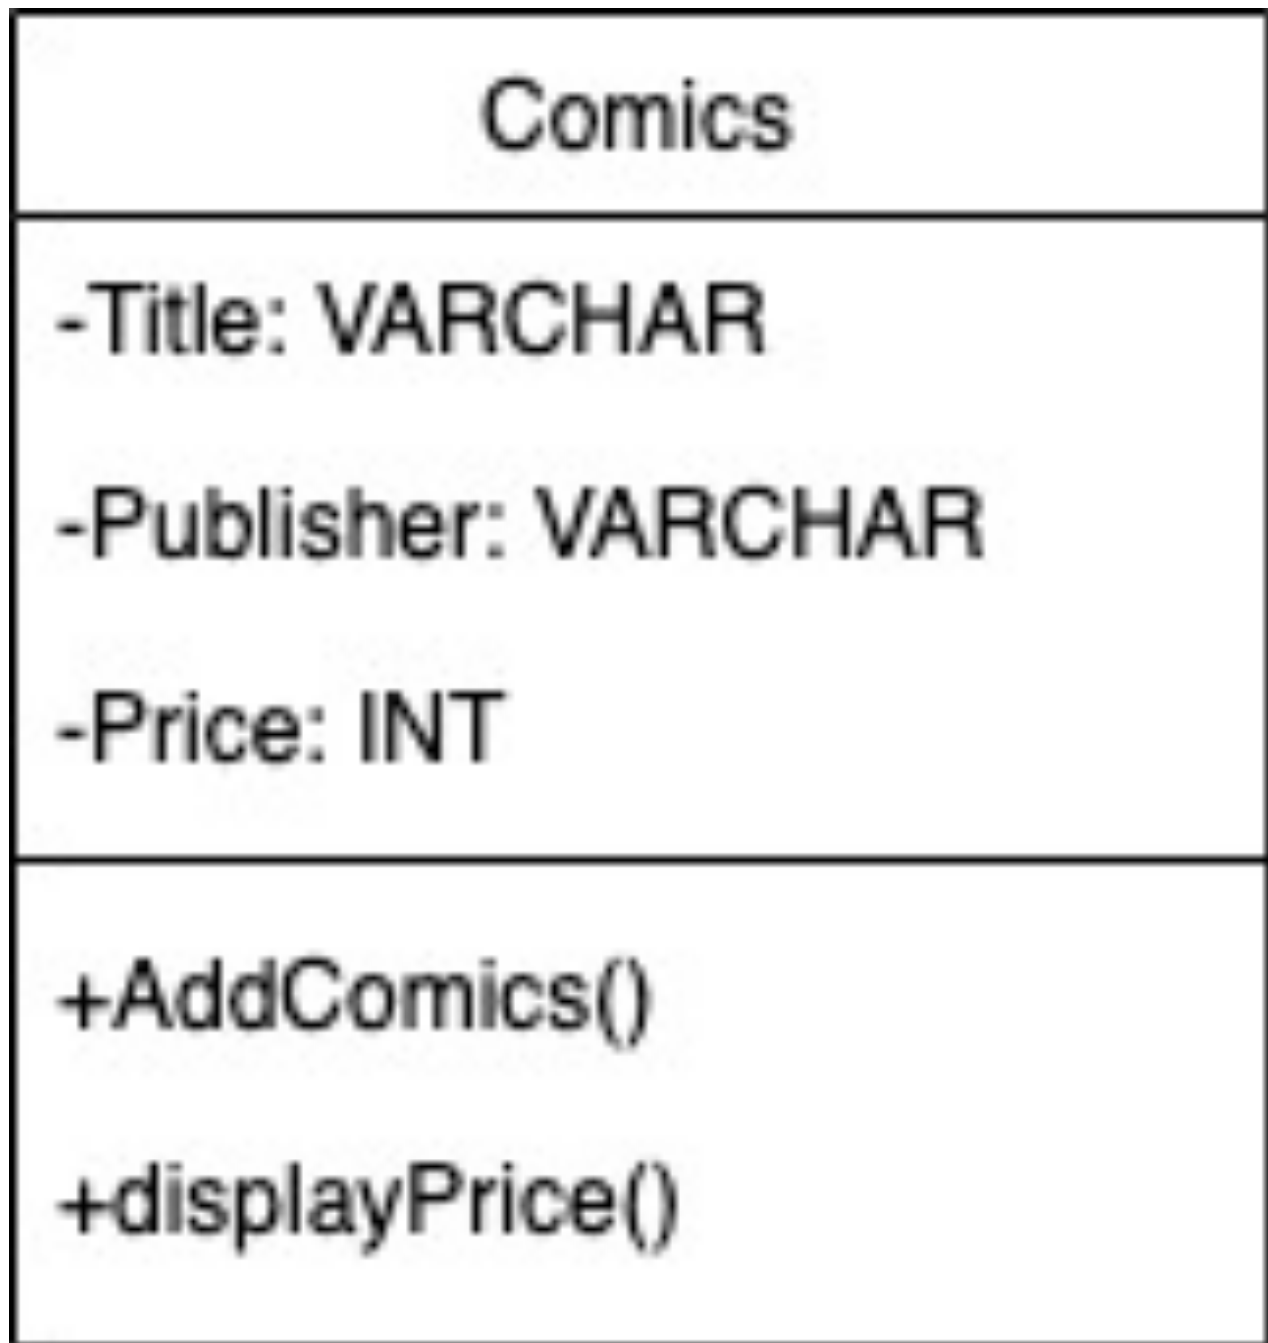 Comics
-Title: VARCHAR
-Publisher: VARCHAR
-Price: INT
+AddComics()
+displayPrice()